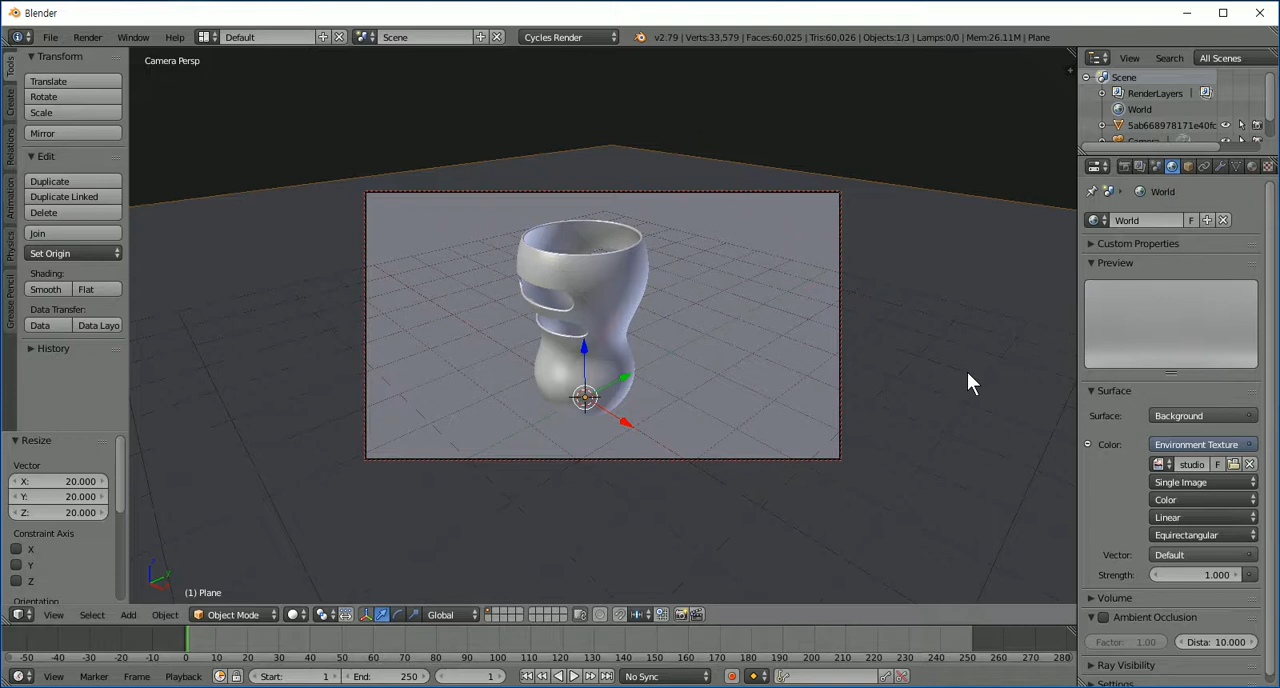 Blender
File Render Window Help Default Scene Cycles Render v2.79 | Verts:33,579 | Faces:60,025 | Tris:60,026 | Objects:1/3 | Lamps:0/0 | Mem:26.11M | Plane
Tools
Create
Relations
Animation
Physics
Grease Pencil
Transform
Translate
Rotate
Scale
Mirror
Edit
Duplicate
Duplicate Linked
Delete
Join
Set Origin
Shading:
Smooth Flat
Data Transfer:
Data Data Layo
History
Resize
Vector
X: 20.000
Y: 20.000
Z: 20.000
Constraint Axis
X
Y
Z
Camera Persp
(1) Plane
View Select Add Object Object Mode Global
View Search All Scenes
Scene
RenderLayers |
World
5ab668978171e40fc
World
World F
Custom Properties
Preview
Surface
Surface: Background
Color: Environment Texture
studio F
Single Image
Color
Linear
Equirectangular
Vector: Default
Strength: 1.000
Volume
Ambient Occlusion
Factor: 1.00 Dista: 10.000
Ray Visibility
-50 -40 -30 -20 -10 0 10 20 30 40 50 60 70 80 90 100 110 120 130 140 150 160 170 180 190 200 210 220 230 240 250 260 270 280
View Marker Frame Playback Start: 1 End: 250 1 No Sync